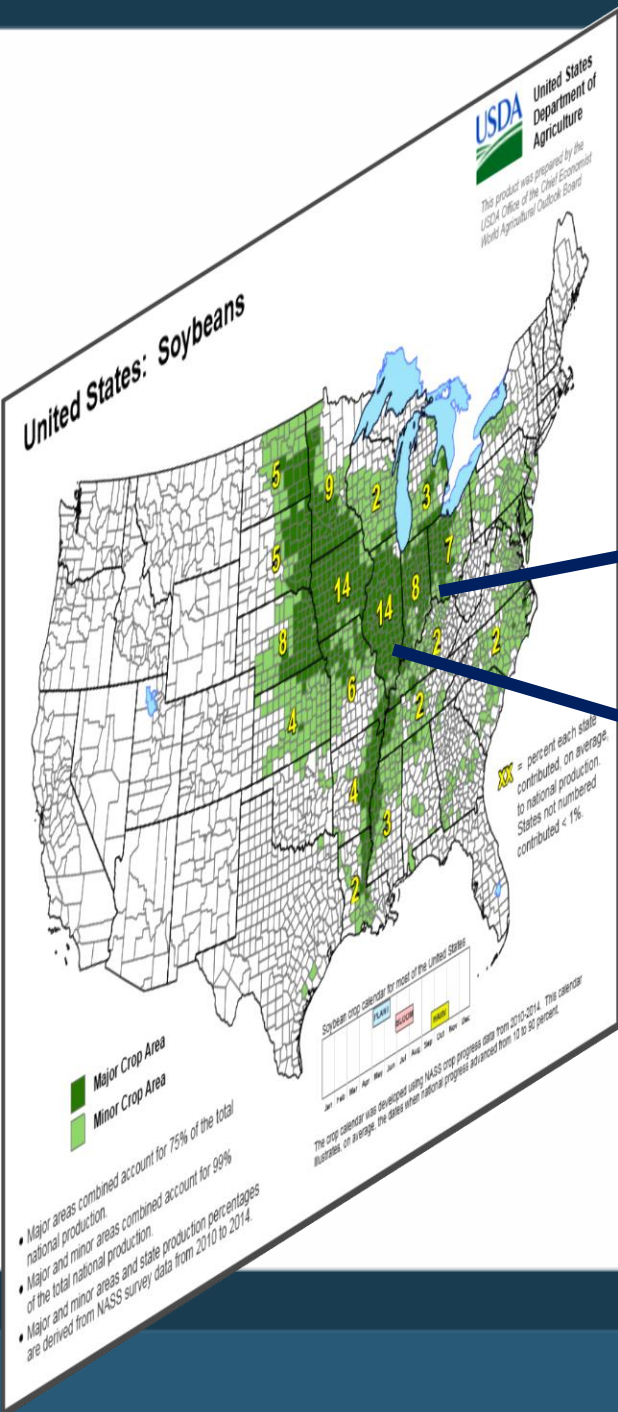 USDA
United States
Department of
Agriculture
This product was prepared by the
USDA Office of the Chief Economist
World Agricultural Outlook Board
United States: Soybeans
5
9
2
3
5
14
14
8
7
8
6
2
2
4
2
4
3
2
XX = percent each state
contributed, on average,
to national production.
States not numbered
contributed < 1%.
Major Crop Area
Minor Crop Area
Soybean crop calendar for most of the United States
PLANT
BLOOM
HARV
Jan Feb Mar Apr May Jun Jul Aug Sep Oct Nov Dec
The crop calendar was developed using NASS crop progress data from 2010-2014. This calendar
illustrates, on average, the dates when national progress advanced from 10 to 90 percent.
• Major areas combined account for 75% of the total
national production.
• Major and minor areas combined account for 99%
of the total national production.
• Major and minor areas and state production percentages
are derived from NASS survey data from 2010 to 2014.